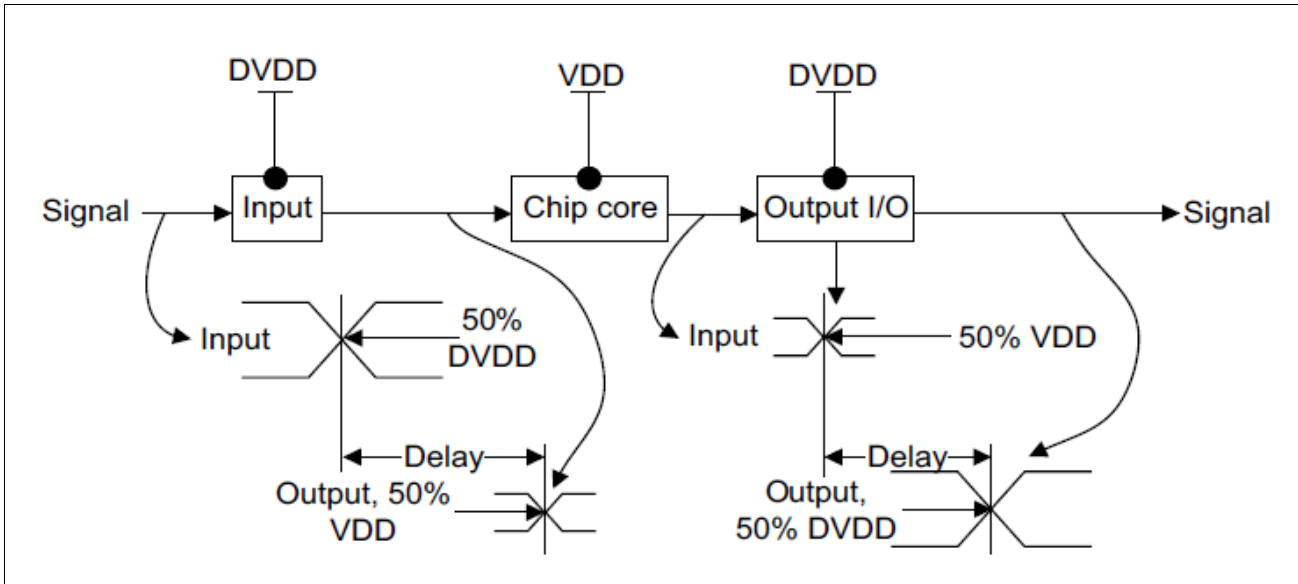 DVDD
VDD
DVDD
Signal
Input
Chip core
Output I/O
Signal
Input
50%
DVDD
Input
50% VDD
Delay
Output, 50%
VDD
Delay
Output,
50% DVDD